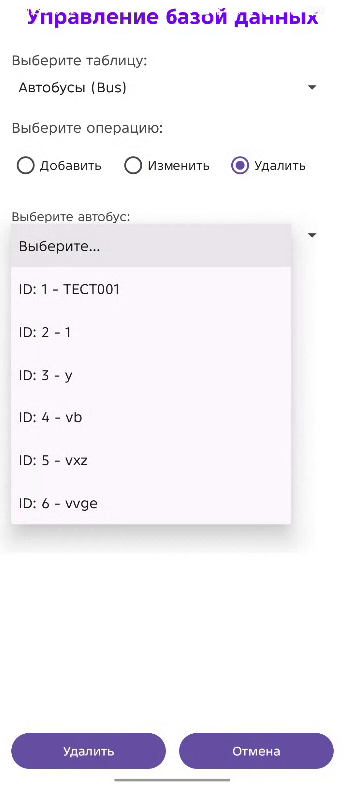 Управление базой данных
Выберите таблицу:
Автобусы (Bus)
Выберите операцию:
Добавить Изменить Удалить
Выберите автобус:
Выберите...
ID: 1 - ТЕСТ001
ID: 2 - 1
ID: 3 - y
ID: 4 - vb
ID: 5 - vxz
ID: 6 - vvge
Удалить Отмена